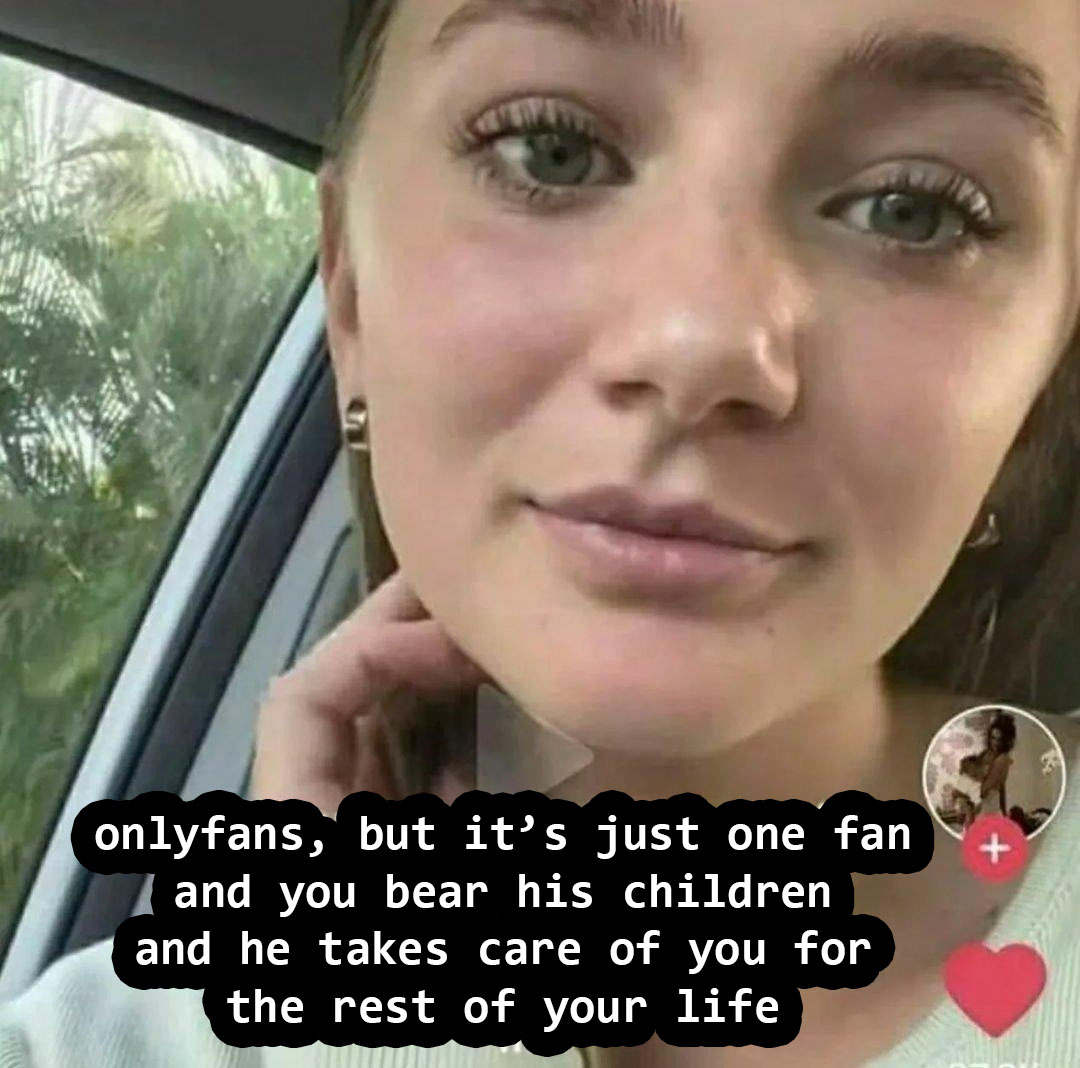 onlyfans, but it’s just one fan
and you bear his children
and he takes care of you for
the rest of your life